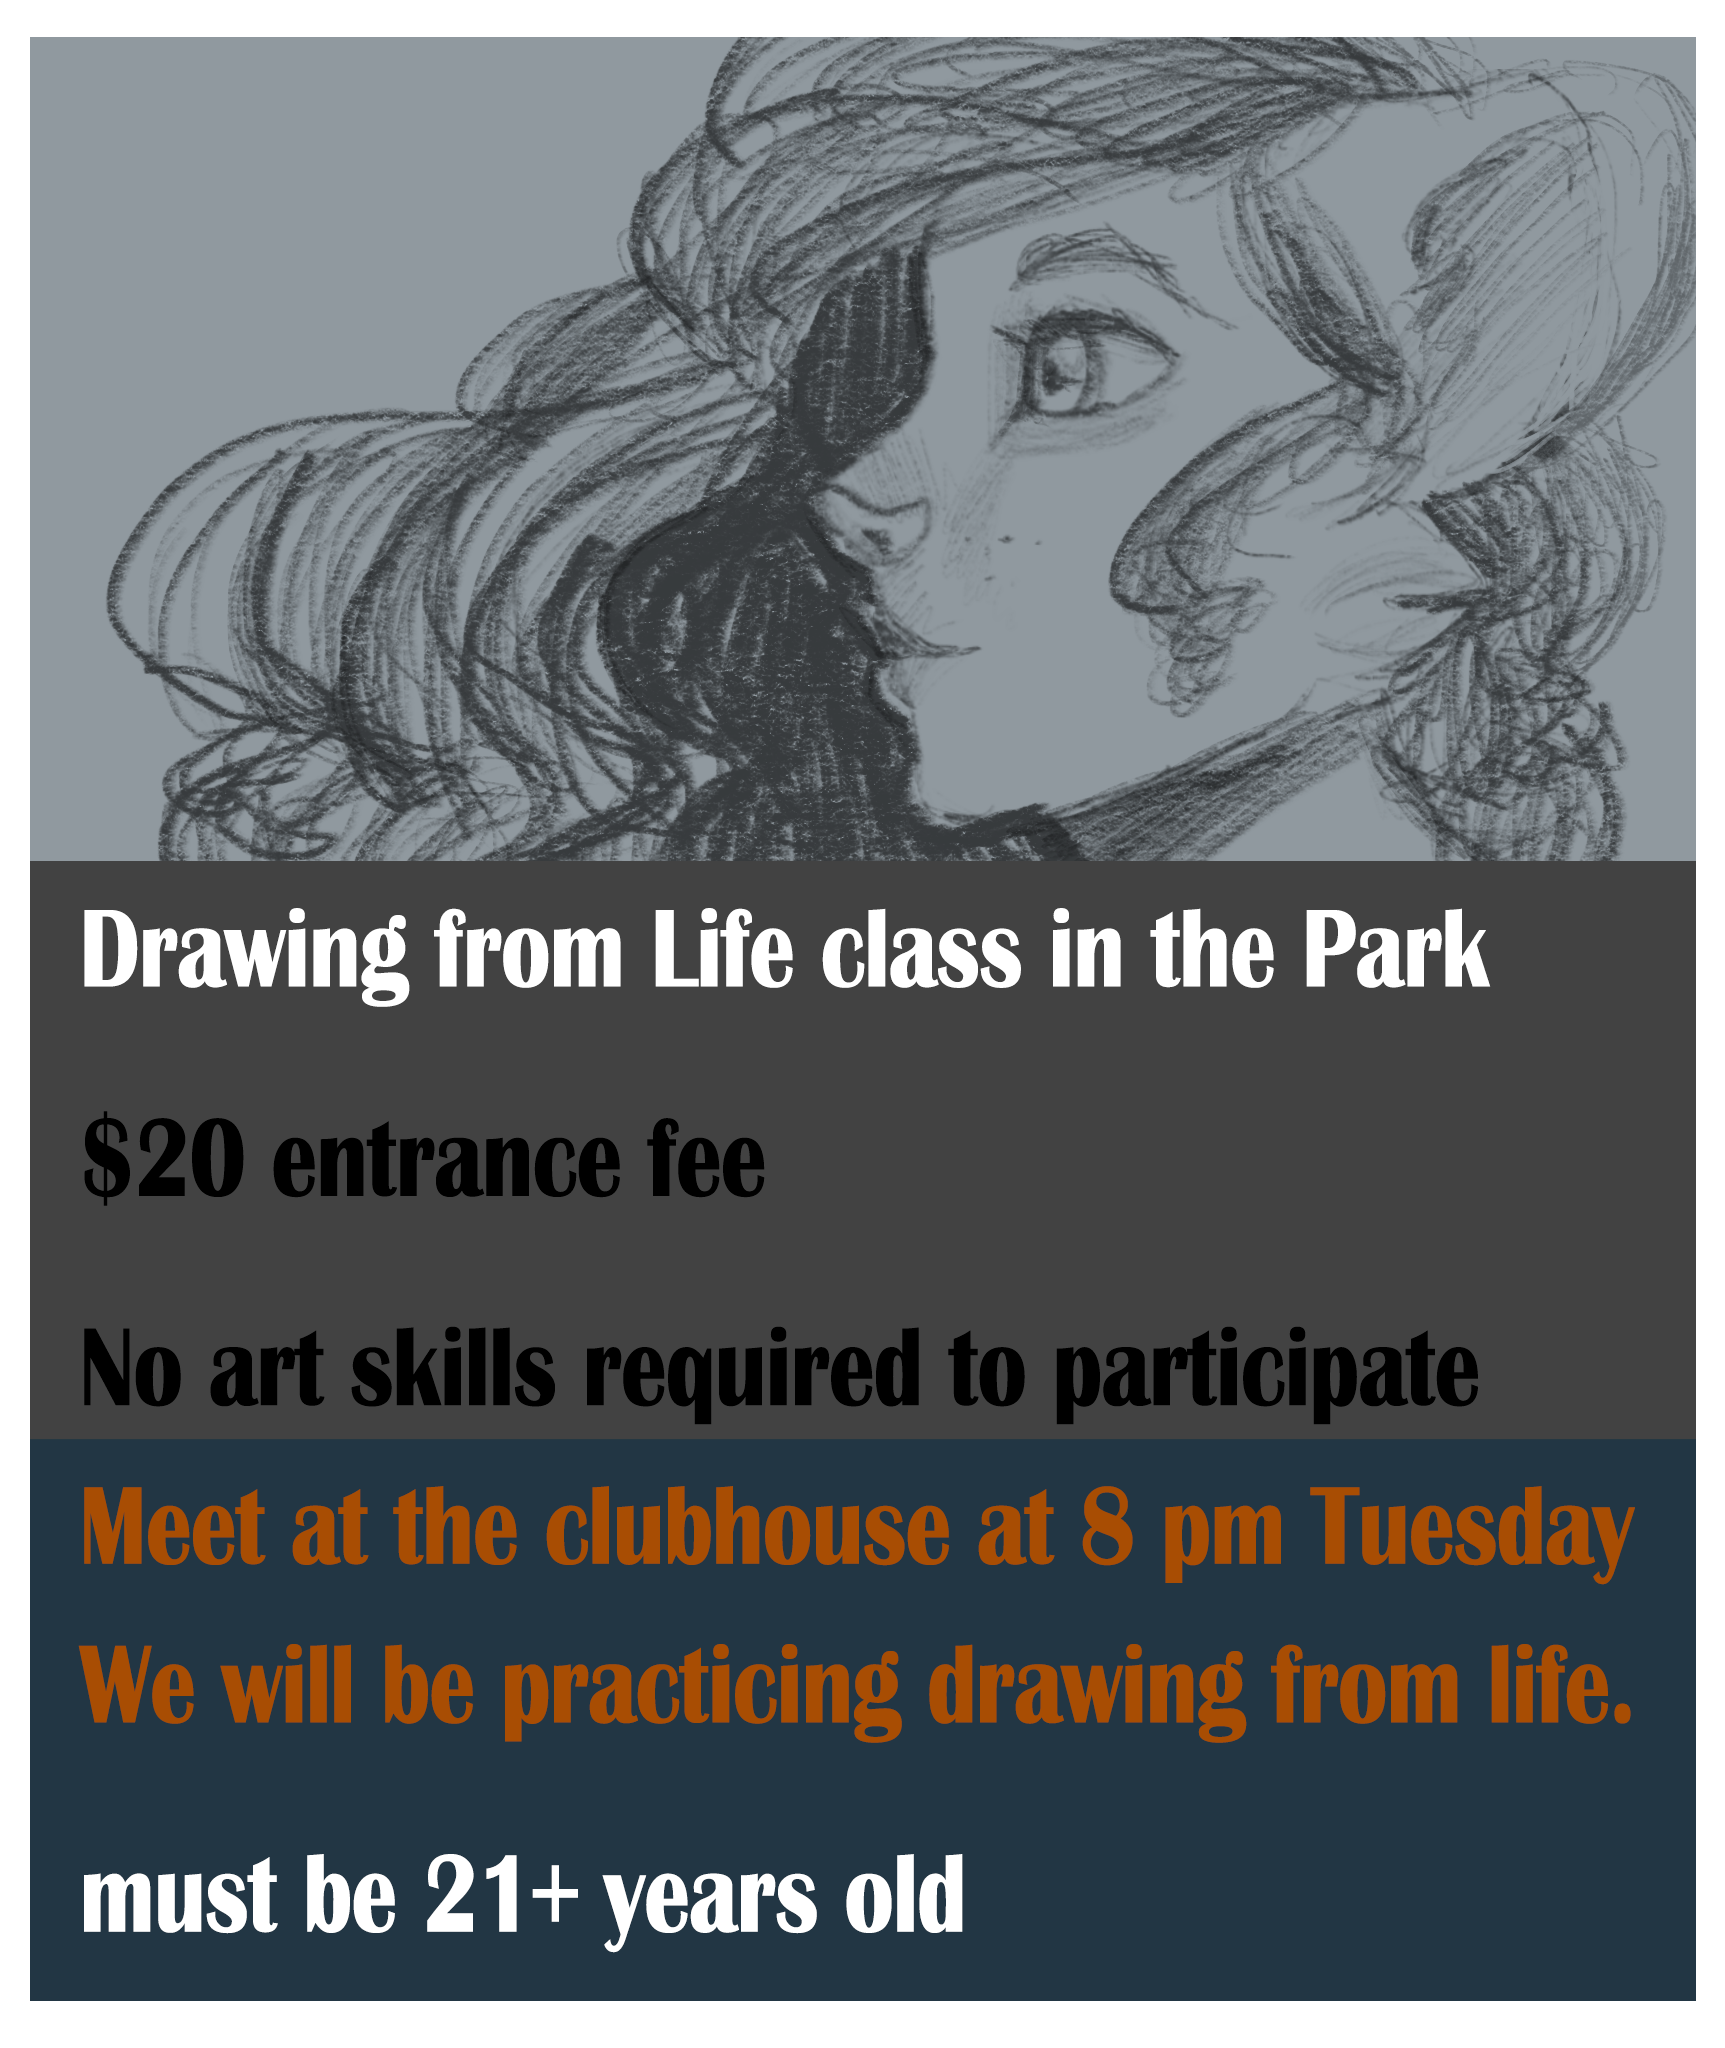 Drawing from Life class in the Park
$20 entrance fee
No art skills required to participate
Meet at the clubhouse at 8 pm Tuesday
We will be practicing drawing from life.
must be 21+ years old